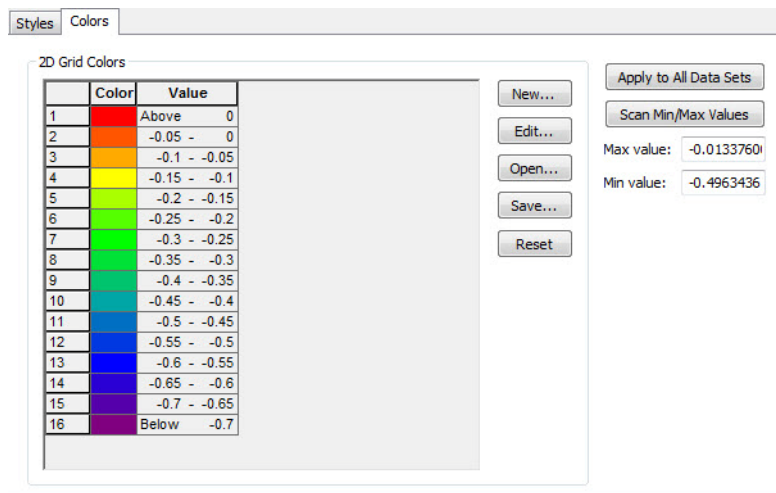 Styles Colors
2D Grid Colors
Color Value
1 Above 0
2 -0.05 - 0
3 -0.1 - -0.05
4 -0.15 - -0.1
5 -0.2 - -0.15
6 -0.25 - -0.2
7 -0.3 - -0.25
8 -0.35 - -0.3
9 -0.4 - -0.35
10 -0.45 - -0.4
11 -0.5 - -0.45
12 -0.55 - -0.5
13 -0.6 - -0.55
14 -0.65 - -0.6
15 -0.7 - -0.65
16 Below -0.7
New...
Edit...
Open...
Save...
Reset
Apply to All Data Sets
Scan Min/Max Values
Max value: -0.0133760
Min value: -0.4963436